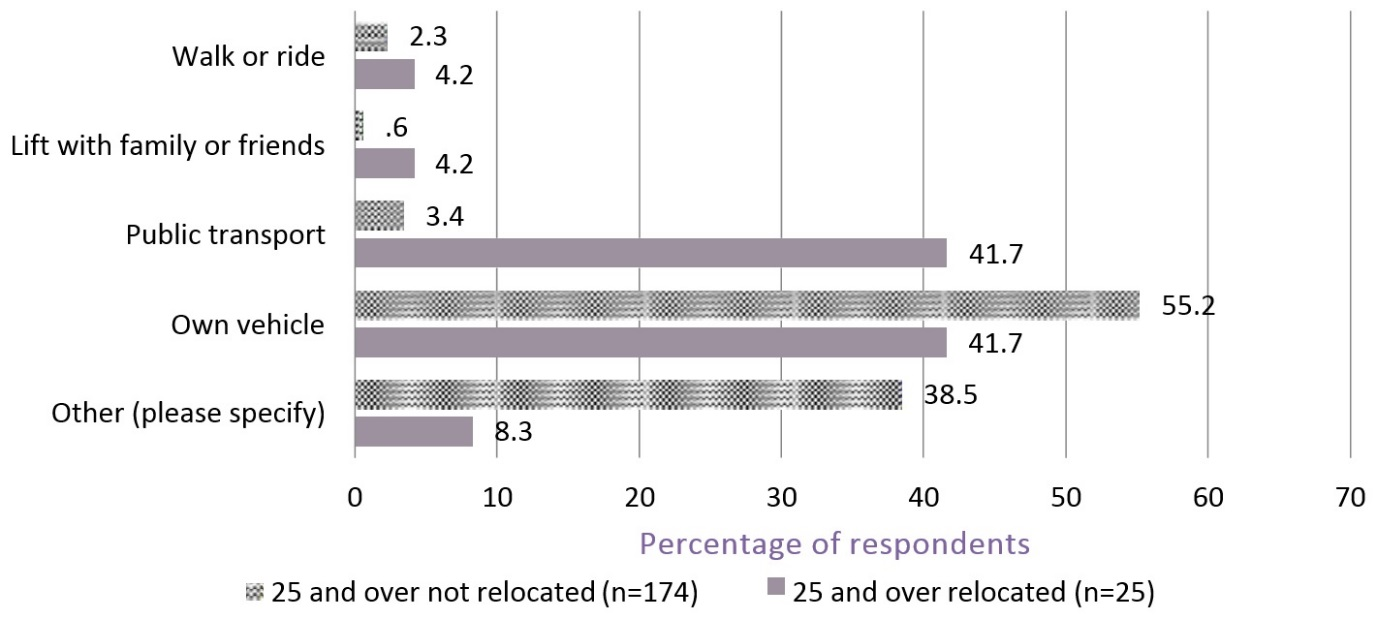 Walk or ride
2.3
4.2
Lift with family or friends
.6
4.2
Public transport
3.4
41.7
Own vehicle
55.2
41.7
Other (please specify)
38.5
8.3
0 10 20 30 40 50 60 70
Percentage of respondents
25 and over not relocated (n=174) 25 and over relocated (n=25)